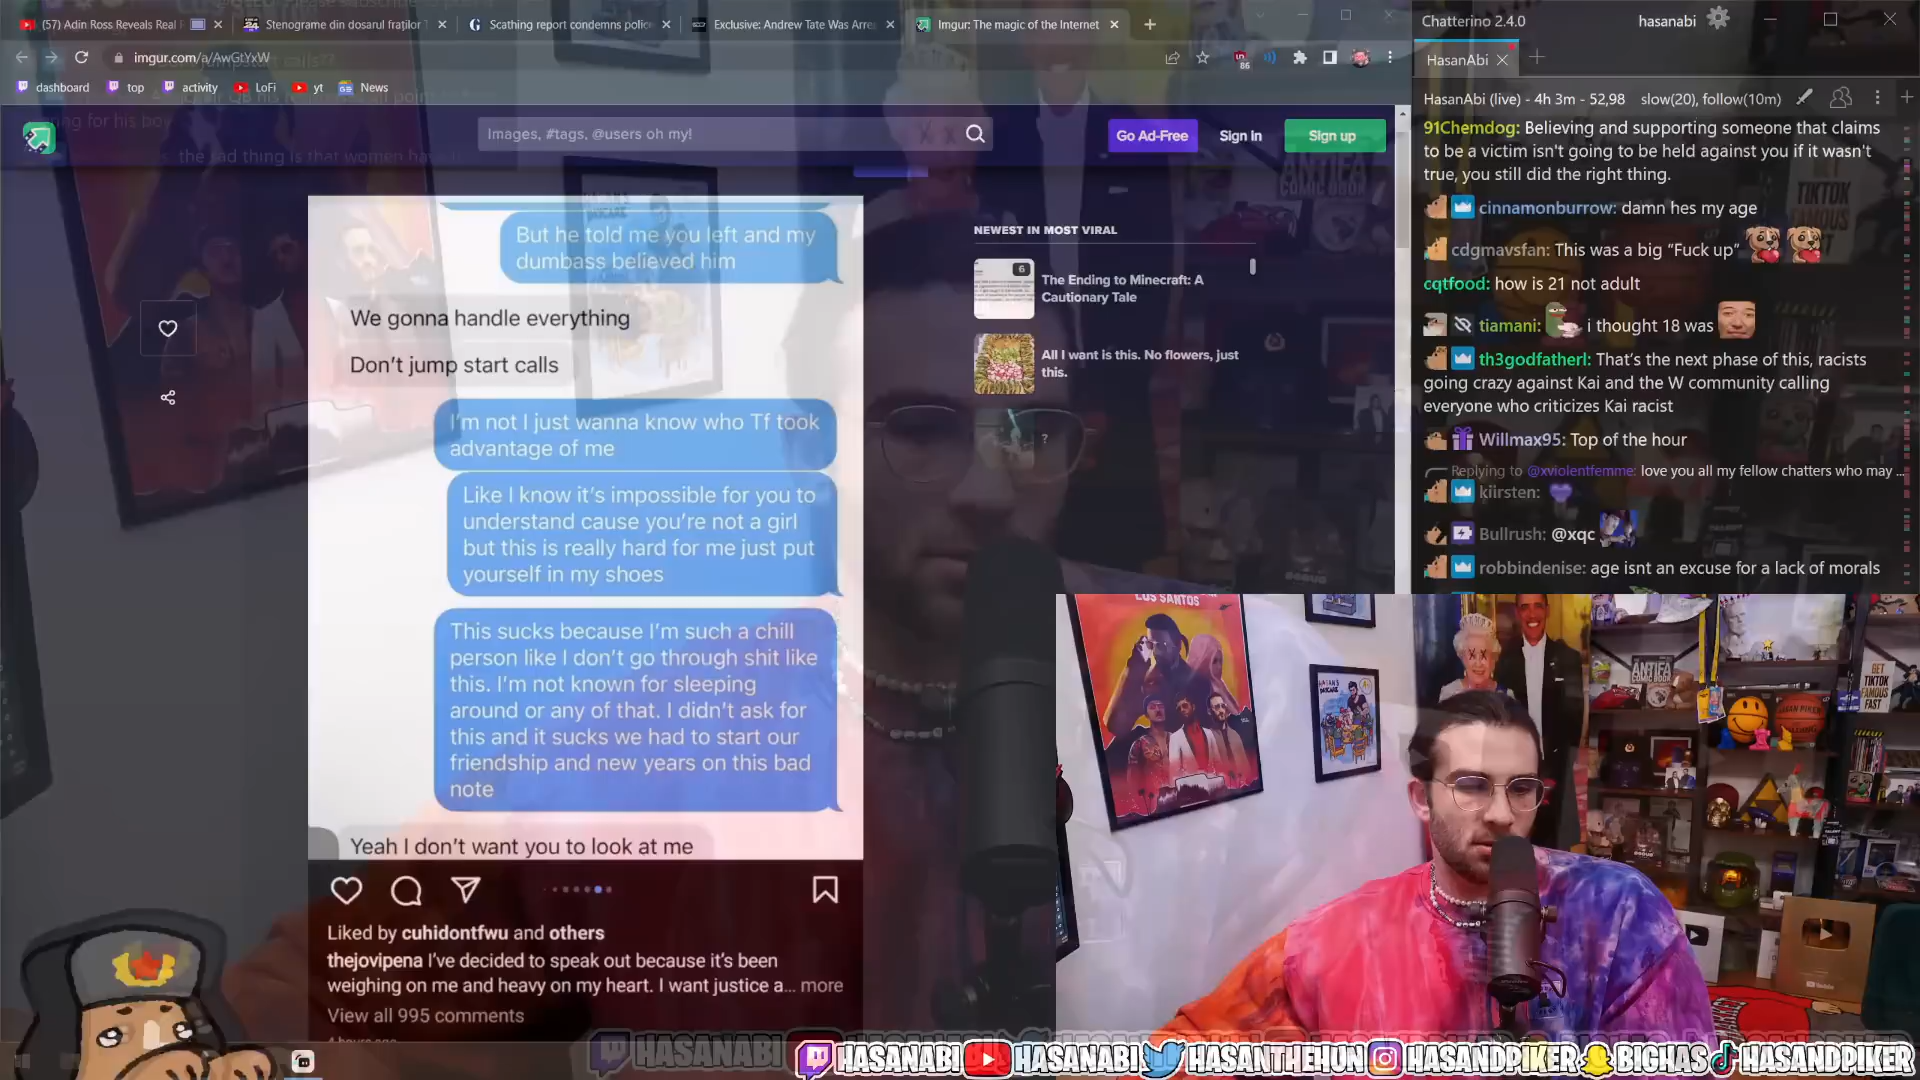 (57) Adin Ross Reveals Real
Stenograme din dosarul fraților
Scathing report condemns police
Exclusive: Andrew Tate Was Arre
Imgur: The magic of the Internet
imgur.com/a/AwGtYxW
dashboard
top
activity
LoFi
yt
News
Images, #tags, @users oh my!
Go Ad-Free
Sign in
Sign up
But he told me you left and my
dumbass believed him
We gonna handle everything
Don't jump start calls
I'm not I just wanna know who Tf took
advantage of me
Like I know it's impossible for you to
understand cause you're not a girl
but this is really hard for me just put
yourself in my shoes
This sucks because I'm such a chill
person like I don't go through shit like
this. I'm not known for sleeping
around or any of that. I didn't ask for
this and it sucks we had to start our
friendship and new years on this bad
note
Yeah I don't want you to look at me
Liked by cuhidontfwu and others
thejovipena I've decided to speak out because it's been
weighing on me and heavy on my heart. I want justice a... more
View all 995 comments
4 hours ago
NEWEST IN MOST VIRAL
6
The Ending to Minecraft: A
Cautionary Tale
All I want is this. No flowers, just
this.
?
Chatterino 2.4.0
hasanabi
HasanAbi
HasanAbi (live) - 4h 3m - 52,98 slow(20), follow(10m)
91Chemdog: Believing and supporting someone that claims
to be a victim isn't going to be held against you if it wasn't
true, you still did the right thing.
cinnamonburrow: damn hes my age
cdgmavsfan: This was a big "Fuck up"
cqtfood: how is 21 not adult
tiamani: i thought 18 was
th3godfatherl: That's the next phase of this, racists
going crazy against Kai and the W community calling
everyone who criticizes Kai racist
Willmax95: Top of the hour
Replying to @xviolentfemme: love you all my fellow chatters who may ...
kiirsten:
Bullrush: @xqc
robbindenise: age isnt an excuse for a lack of morals
LOS SANTOS
ANTIFA
COMIC BOOK
GET
TIKTOK
FAMOUS
FAST
HASANABI
HASANABI
HASANABI
HASANTHEHUN
HASANDPIKER
BIGHAS
HASANDPIKER